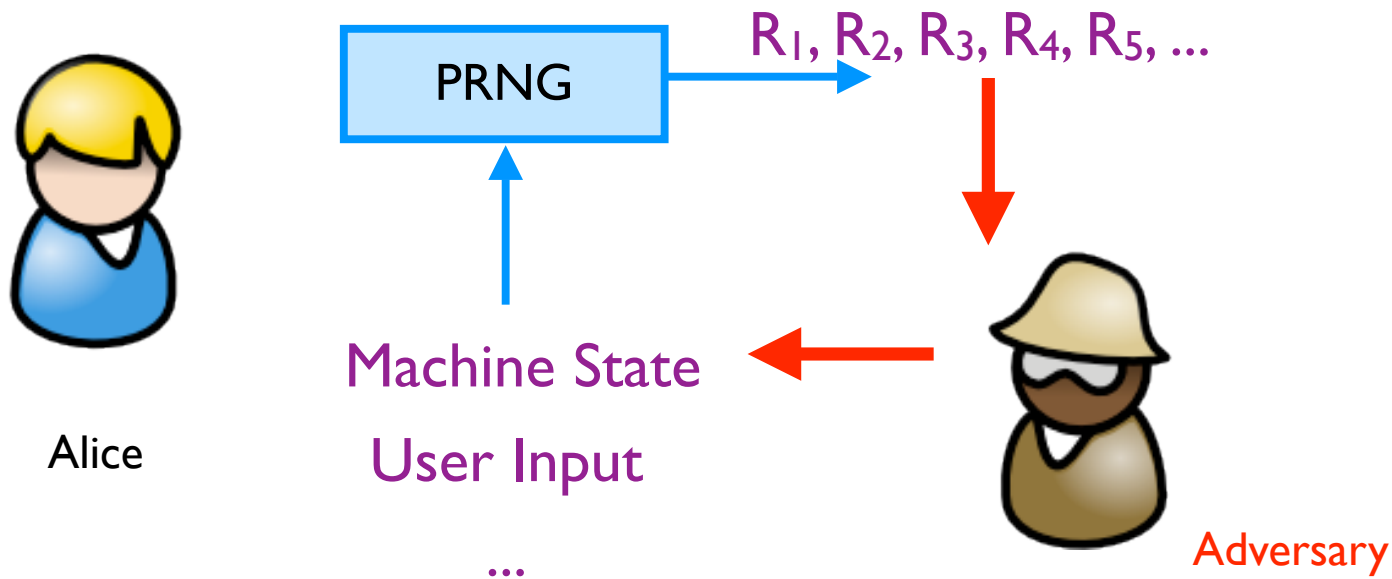 R₁, R₂, R₃, R₄, R₅, ...
PRNG
Machine State
Alice
User Input
...
Adversary